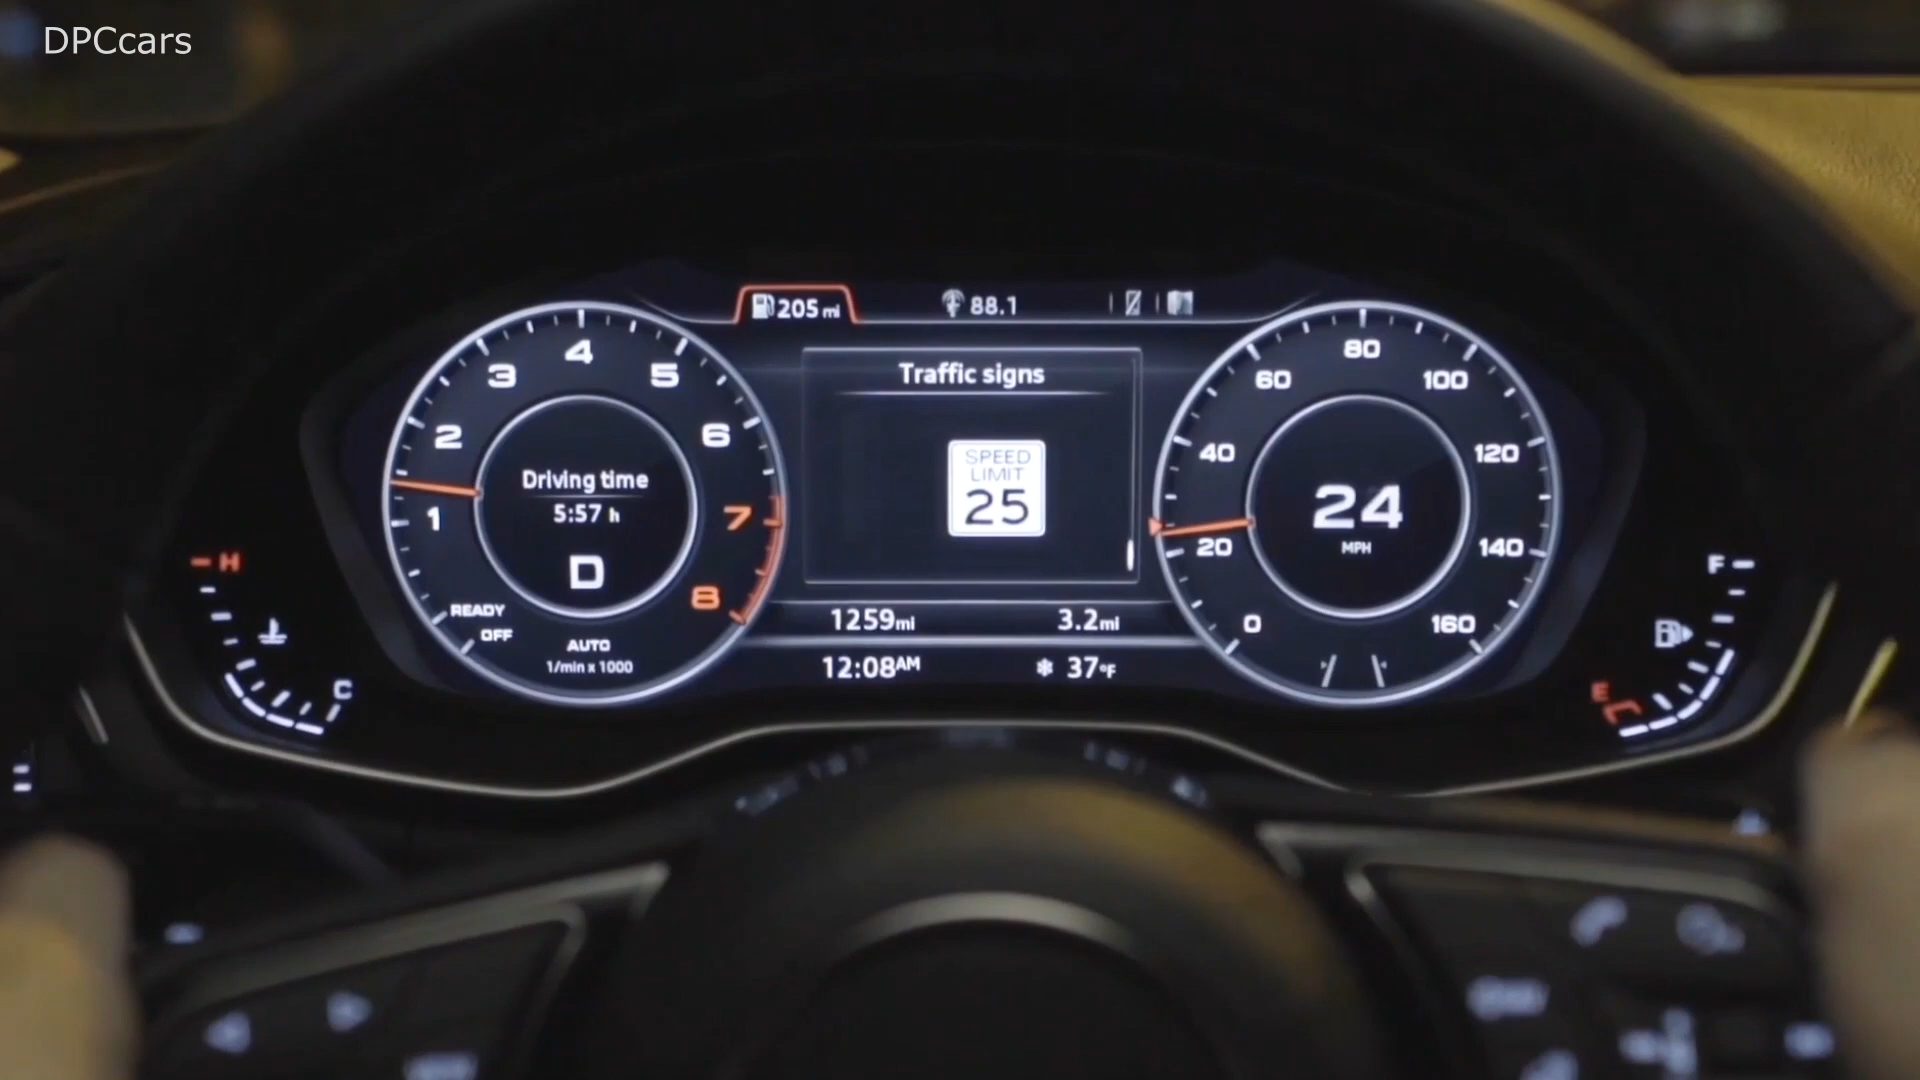 DPCcars
205 mi
88.1
Traffic signs
SPEED
LIMIT
25
1259mi
3.2mi
12:08AM
37°F
1
2
3
4
5
6
7
8
Driving time
5:57 h
D
READY
OFF
AUTO
1/min x 1000
0
20
40
60
80
100
120
140
160
24
MPH
H
C
F
E